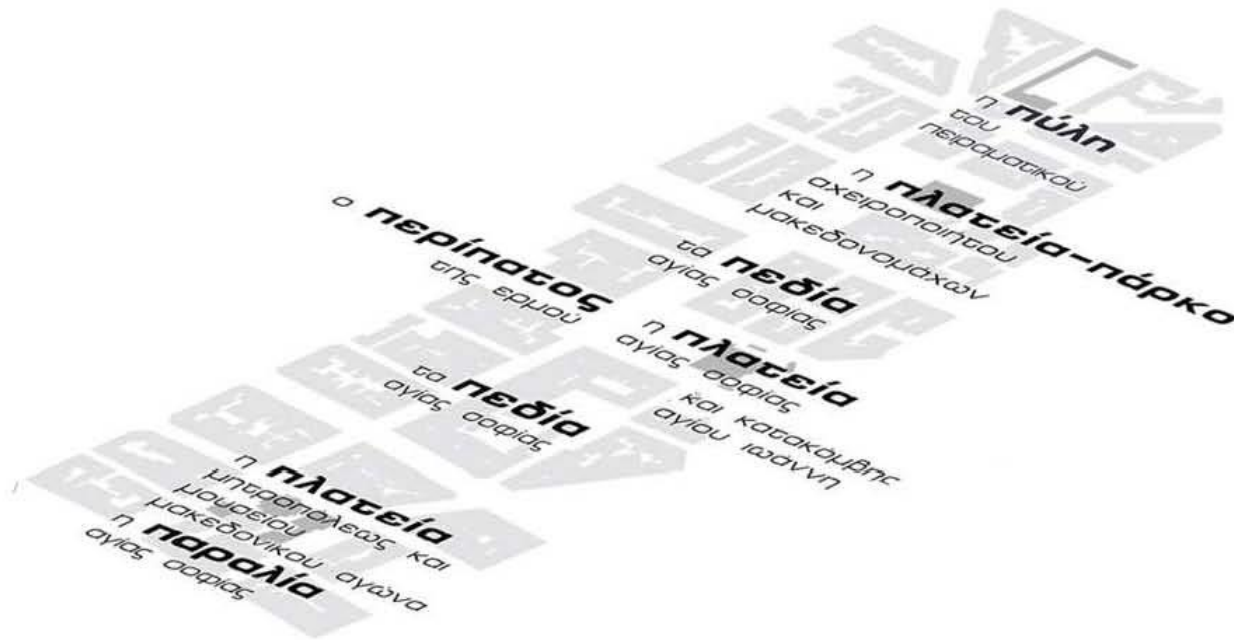 η πύλη
του
πειραματικού
η πλατεία-πάρκο
αχειροποιήτου
και
μακεδονομάχων
ο περίπατος
της ερμού
τα πεδία
αγίας σοφίας
η πλατεία
αγίας σοφίας
και κατακόμβης
αγίου ιωάννη
τα πεδία
αγίας σοφίας
η πλατεία
μητροπόλεως και
μουσείου
μακεδονικού αγώνα
η παραλία
αγίας σοφίας